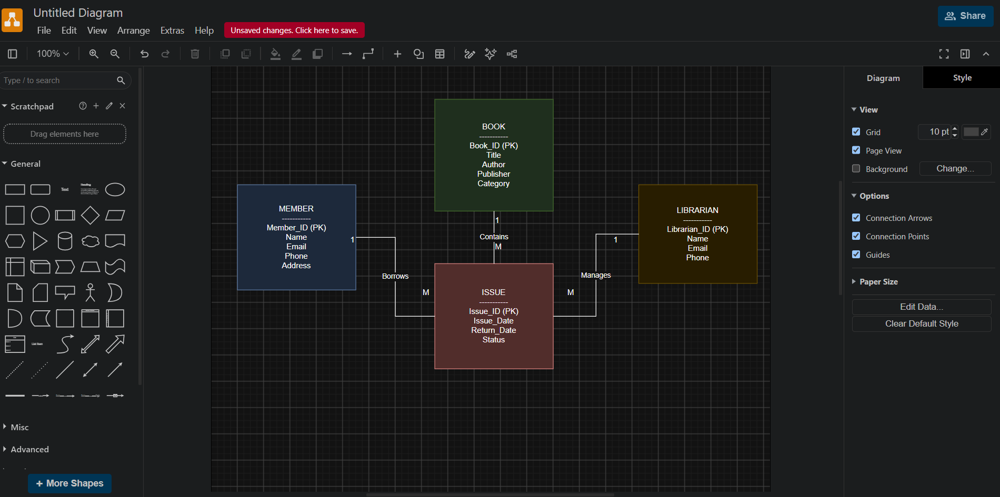 Untitled Diagram
File Edit View Arrange Extras Help
Unsaved changes. Click here to save.
Share
100%
Type / to search
Scratchpad
Drag elements here
General
Text
Heading
List Item
Misc
Advanced
+ More Shapes
BOOK
-----------
Book_ID (PK)
Title
Author
Publisher
Category
MEMBER
-----------
Member_ID (PK)
Name
Email
Phone
Address
LIBRARIAN
-----------
Librarian_ID (PK)
Name
Email
Phone
1
Contains
M
1
Borrows
M
1
Manages
M
ISSUE
-----------
Issue_ID (PK)
Issue_Date
Return_Date
Status
Diagram
Style
View
Grid
10 pt
Page View
Background
Change...
Options
Connection Arrows
Connection Points
Guides
Paper Size
Edit Data...
Clear Default Style